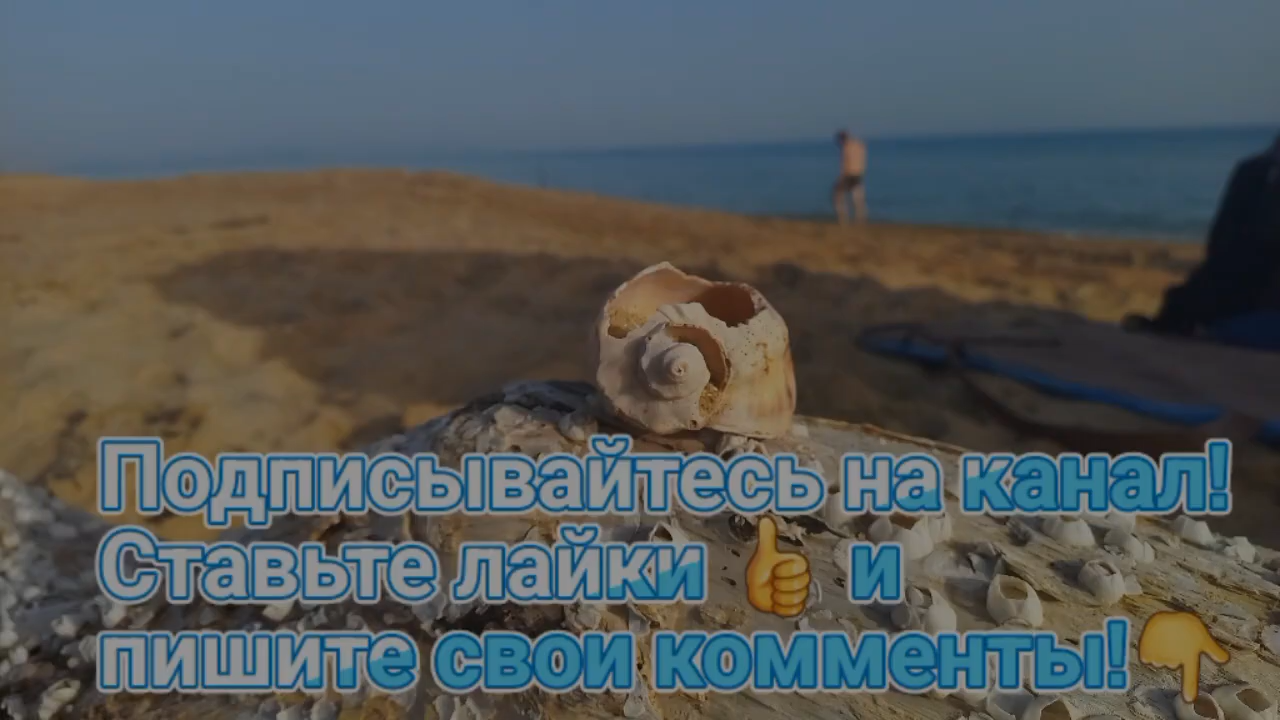 Подписывайтесь на канал!
Ставьте лайки 👍 и
пишите свои комменты! 👇